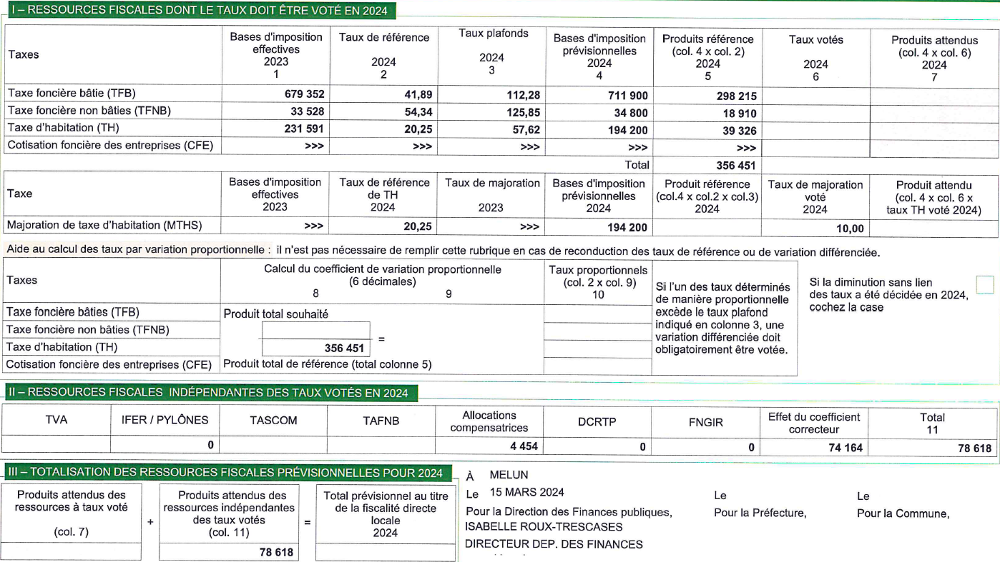 I – RESSOURCES FISCALES DONT LE TAUX DOIT ÊTRE VOTÉ EN 2024
Taxes
Bases d'imposition effectives 2023 1
Taux de référence 2024 2
Taux plafonds 2024 3
Bases d'imposition prévisionnelles 2024 4
Produits référence (col. 4 x col. 2) 2024 5
Taux votés 2024 6
Produits attendus (col. 4 x col. 6) 2024 7
Taxe foncière bâtie (TFB) 679 352 41,89 112,28 711 900 298 215
Taxe foncière non bâties (TFNB) 33 528 54,34 125,85 34 800 18 910
Taxe d'habitation (TH) 231 591 20,25 57,62 194 200 39 326
Cotisation foncière des entreprises (CFE) >>> >>> >>> >>> >>>
Total 356 451
Taxe
Bases d'imposition effectives 2023
Taux de référence de TH 2024
Taux de majoration 2023
Bases d'imposition prévisionnelles 2024
Produit référence (col.4 x col.2 x col.3) 2024
Taux de majoration voté 2024
Produit attendu (col. 4 x col. 6 x taux TH voté 2024)
Majoration de taxe d'habitation (MTHS) >>> 20,25 >>> 194 200 10,00
Aide au calcul des taux par variation proportionnelle : il n'est pas nécessaire de remplir cette rubrique en cas de reconduction des taux de référence ou de variation différenciée.
Taxes
Calcul du coefficient de variation proportionnelle
(6 décimales)
8 9
Taux proportionnels
(col. 2 x col. 9)
10
Taxe foncière bâties (TFB)
Taxe foncière non bâties (TFNB)
Taxe d'habitation (TH)
Cotisation foncière des entreprises (CFE)
Produit total souhaité
=
356 451
Produit total de référence (total colonne 5)
Si l'un des taux déterminés
de manière proportionnelle
excède le taux plafond
indiqué en colonne 3, une
variation différenciée doit
obligatoirement être votée.
Si la diminution sans lien
des taux a été décidée en 2024,
cochez la case
II – RESSOURCES FISCALES INDÉPENDANTES DES TAUX VOTÉS EN 2024
TVA IFER / PYLÔNES TASCOM TAFNB Allocations compensatrices DCRTP FNGIR Effet du coefficient correcteur Total 11
0 4 454 0 0 74 164 78 618
III – TOTALISATION DES RESSOURCES FISCALES PRÉVISIONNELLES POUR 2024
Produits attendus des
ressources à taux voté
(col. 7)
+
Produits attendus des
ressources indépendantes
des taux votés
(col. 11)
78 618
=
Total prévisionnel au titre
de la fiscalité directe
locale
2024
À MELUN
Le 15 MARS 2024
Pour la Direction des Finances publiques,
ISABELLE ROUX-TRESCASES
DIRECTEUR DEP. DES FINANCES
Le
Pour la Préfecture,
Le
Pour la Commune,